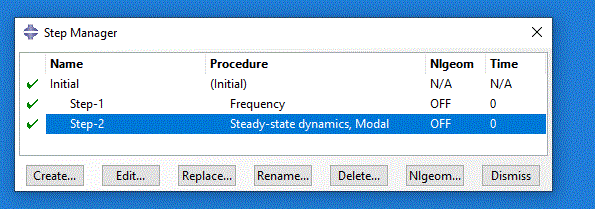 Step Manager
Name Procedure Nlgeom Time
Initial (Initial) N/A N/A
Step-1 Frequency OFF 0
Step-2 Steady-state dynamics, Modal OFF 0
Create... Edit... Replace... Rename... Delete... Nlgeom... Dismiss